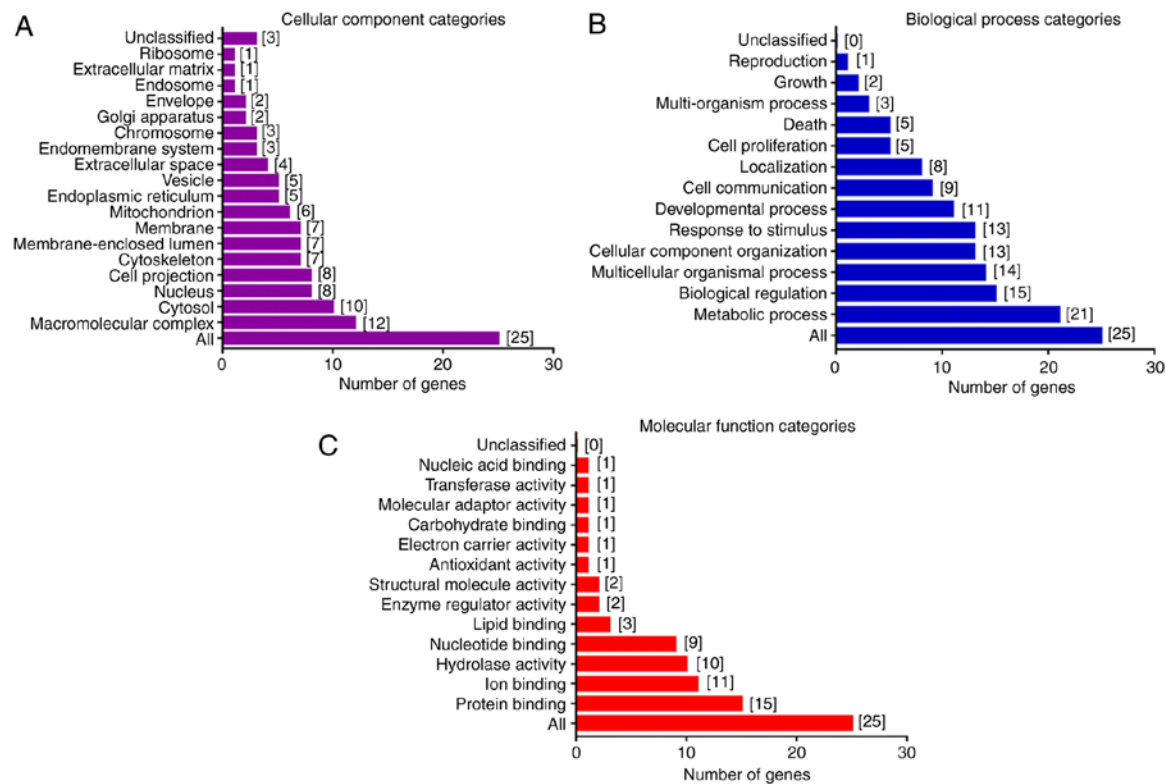 A
Cellular component categories
Unclassified [3]
Ribosome [1]
Extracellular matrix [1]
Endosome [1]
Envelope [2]
Golgi apparatus [2]
Chromosome [3]
Endomembrane system [3]
Extracellular space [4]
Vesicle [5]
Endoplasmic reticulum [5]
Mitochondrion [6]
Membrane [7]
Membrane-enclosed lumen [7]
Cytoskeleton [7]
Cell projection [8]
Nucleus [8]
Cytosol [10]
Macromolecular complex [12]
All [25]
0 10 20 30
Number of genes
B
Biological process categories
Unclassified [0]
Reproduction [1]
Growth [2]
Multi-organism process [3]
Death [5]
Cell proliferation [5]
Localization [8]
Cell communication [9]
Developmental process [11]
Response to stimulus [13]
Cellular component organization [13]
Multicellular organismal process [14]
Biological regulation [15]
Metabolic process [21]
All [25]
0 10 20 30
Number of genes
C
Molecular function categories
Unclassified [0]
Nucleic acid binding [1]
Transferase activity [1]
Molecular adaptor activity [1]
Carbohydrate binding [1]
Electron carrier activity [1]
Antioxidant activity [1]
Structural molecule activity [2]
Enzyme regulator activity [2]
Lipid binding [3]
Nucleotide binding [9]
Hydrolase activity [10]
Ion binding [11]
Protein binding [15]
All [25]
0 10 20 30
Number of genes